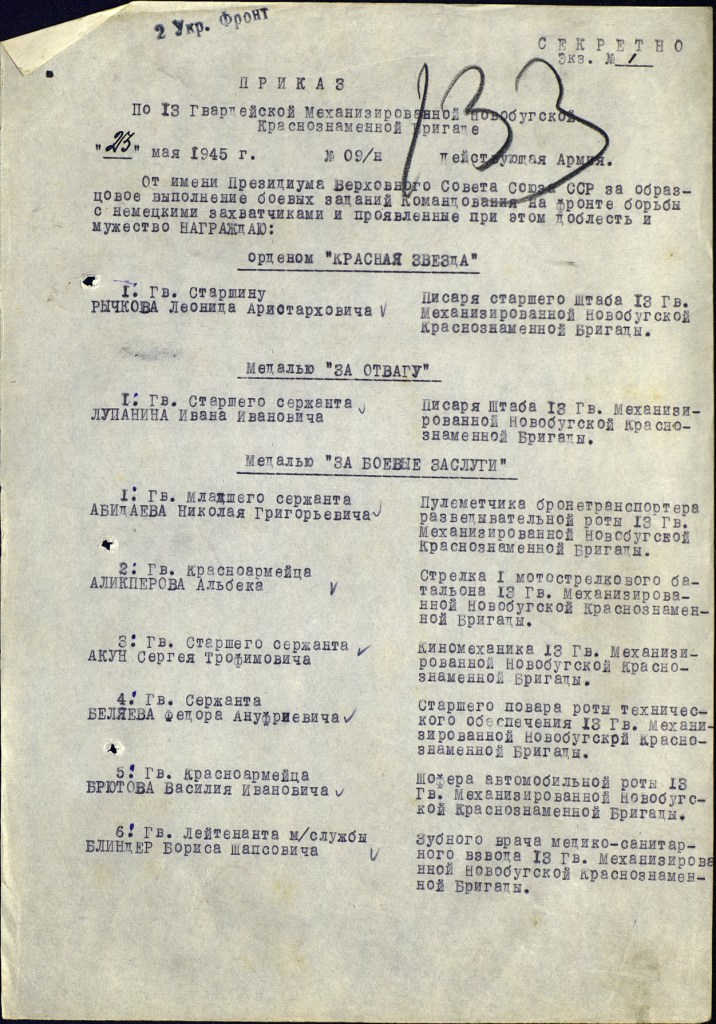 2 Укр. Фронт
СЕКРЕТНО
Экз. № 1
133
ПРИКАЗ
По 13 Гвардейской Механизированной Новобугской
Краснознаменной Бригаде
"23" мая 1945 г. № 09/н действующая Армия.
От имени Президиума Верховного Совета Союза ССР за образ-
цовое выполнение боевых заданий Командования на фронте борьбы
с немецкими захватчиками и проявленные при этом доблесть и
мужество НАГРАЖДАЮ:
орденом "КРАСНАЯ ЗВЕЗДА"
1. Гв. Старшину
РЫЧКОВА Леонида Аристарховича
Писаря старшего Штаба 13 Гв.
Механизированной Новобугской
Краснознаменной Бригады.
Медалью "ЗА ОТВАГУ"
1. Гв. Старшего сержанта
ЛУПАНИНА Ивана Ивановича
Писаря Штаба 13 Гв. Механизи-
рованной Новобугской Красно-
знаменной Бригады.
Медалью "ЗА БОЕВЫЕ ЗАСЛУГИ"
1. Гв. Младшего сержанта
АБИДАЕВА Николая Григорьевича
Пулеметчика бронетранспортера
разведывательной роты 13 Гв.
Механизированной Новобугской
Краснознаменной Бригады.
2. Гв. Красноармейца
АЛИКПЕРОВА Альбека
Стрелка I мотострелкового ба-
тальона 13 Гв. Механизирова-
нной Новобугской Краснознамен-
ной Бригады.
3. Гв. Старшего сержанта
АКУН Сергея Трофимовича
Киномеханика 13 Гв. Механизи-
рованной Новобугской Красно-
знаменной Бригады.
4. Гв. Сержанта
БЕЛЯЕВА Федора Ануфриевича
Старшего повара роты техничес-
кого обеспечения 13 Гв. Механи-
зированной Новобугской Красно-
знаменной Бригады.
5. Гв. Красноармейца
БРЮТОВА Василия Ивановича
Шофера автомобильной роты 13
Гв. Механизированной Новобугс-
кой Краснознаменной Бригады.
6. Гв. Лейтенанта м/службы
БЛИНДЕР Бориса Шапсовича
Зубного врача медико-санитар-
ного взвода 13 Гв. Механизирова
нной Новобугской Краснознамен-
ной Бригады.